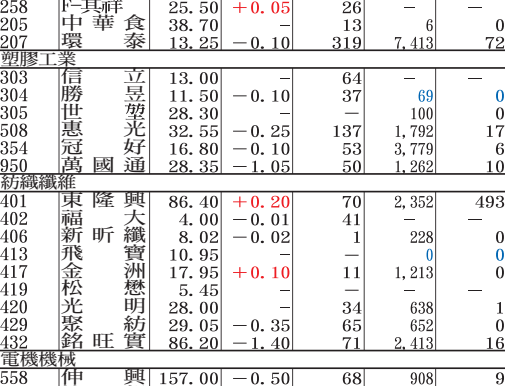 258 F-其祥 25.50 +0.05 26 — —
205 中華食 38.70 — 13 6 0
207 環泰 13.25 -0.10 319 7,413 72
塑膠工業
303 信立 13.00 — 64 — —
304 勝昱 11.50 -0.10 37 69 0
305 世堃 28.30 — — 100 0
508 惠光 32.55 -0.25 137 1,792 17
354 冠好 16.80 -0.10 53 3,779 6
950 萬國通 28.35 -1.05 50 1,262 10
紡織纖維
401 東隆興 86.40 +0.20 70 2,352 493
402 福大 4.00 -0.01 41 — —
406 新昕纖 8.02 -0.02 1 228 0
413 飛寶 10.95 — — 0 0
417 金洲 17.95 +0.10 11 1,213 0
419 松懋 5.45 — — — —
420 光明 28.00 — 34 638 1
429 聚紡 29.05 -0.35 65 652 0
432 銘旺實 86.20 -1.40 71 2,413 16
電機機械
558 伸興 157.00 -0.50 68 908 9